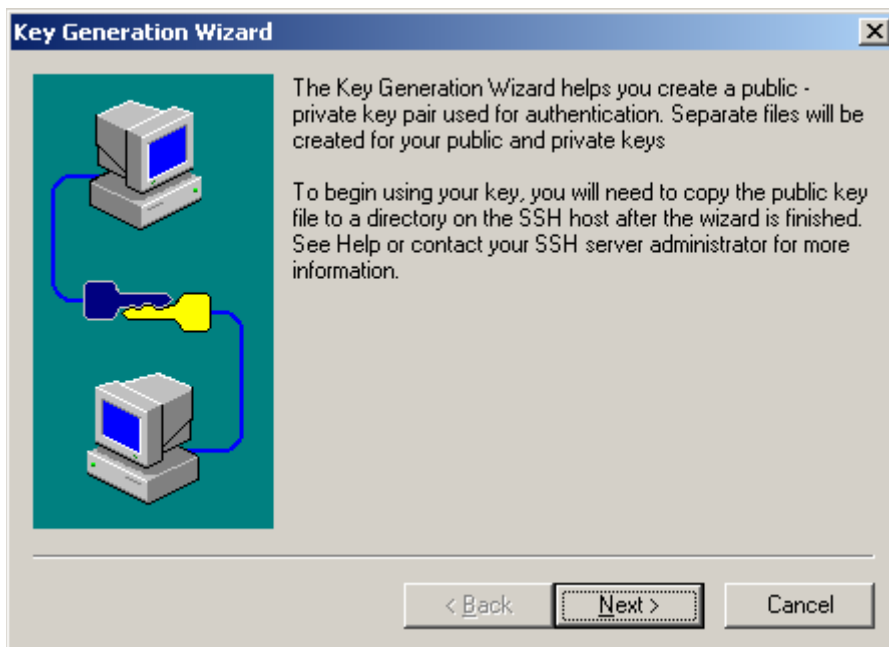 Key Generation Wizard
The Key Generation Wizard helps you create a public -
private key pair used for authentication. Separate files will be
created for your public and private keys
To begin using your key, you will need to copy the public key
file to a directory on the SSH host after the wizard is finished.
See Help or contact your SSH server administrator for more
information.
< Back
Next >
Cancel